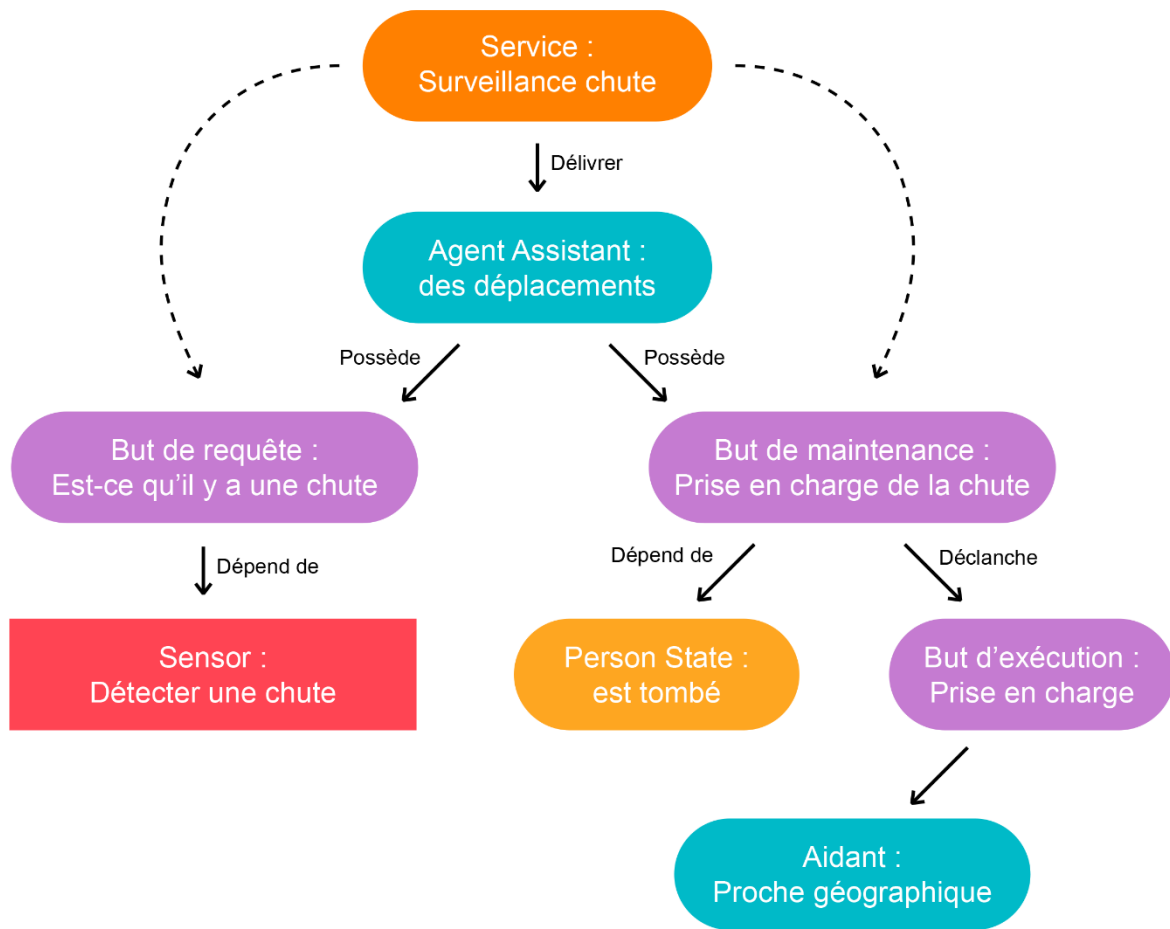 Service :
Surveillance chute
Délivrer
Agent Assistant :
des déplacements
Possède
Possède
But de requête :
Est-ce qu’il y a une chute
But de maintenance :
Prise en charge de la chute
Dépend de
Dépend de
Déclanche
Sensor :
Détecter une chute
Person State :
est tombé
But d’exécution :
Prise en charge
Aidant :
Proche géographique